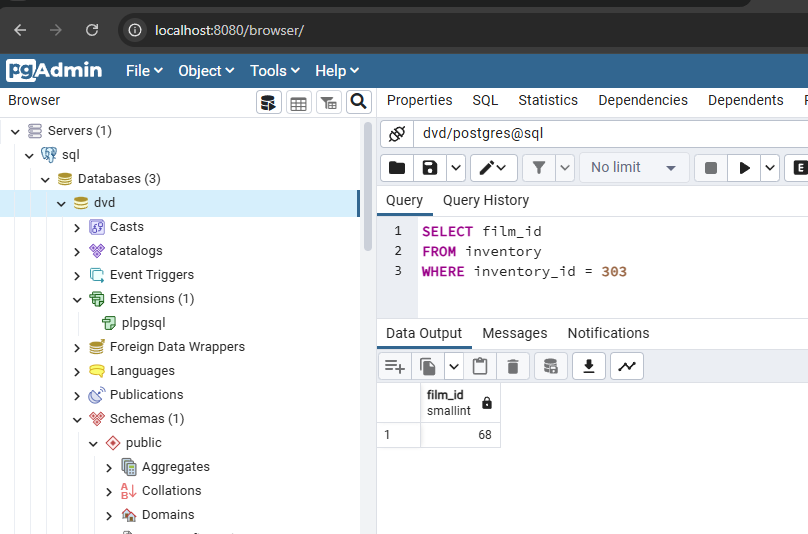 localhost:8080/browser/
pgAdmin File Object Tools Help
Browser
Servers (1)
sql
Databases (3)
dvd
Casts
Catalogs
Event Triggers
Extensions (1)
plpgsql
Foreign Data Wrappers
Languages
Publications
Schemas (1)
public
Aggregates
Collations
Domains
Properties SQL Statistics Dependencies Dependents
dvd/postgres@sql
No limit
E
Query Query History
1 SELECT film_id
2 FROM inventory
3 WHERE inventory_id = 303
Data Output Messages Notifications
film_id
smallint
1 68